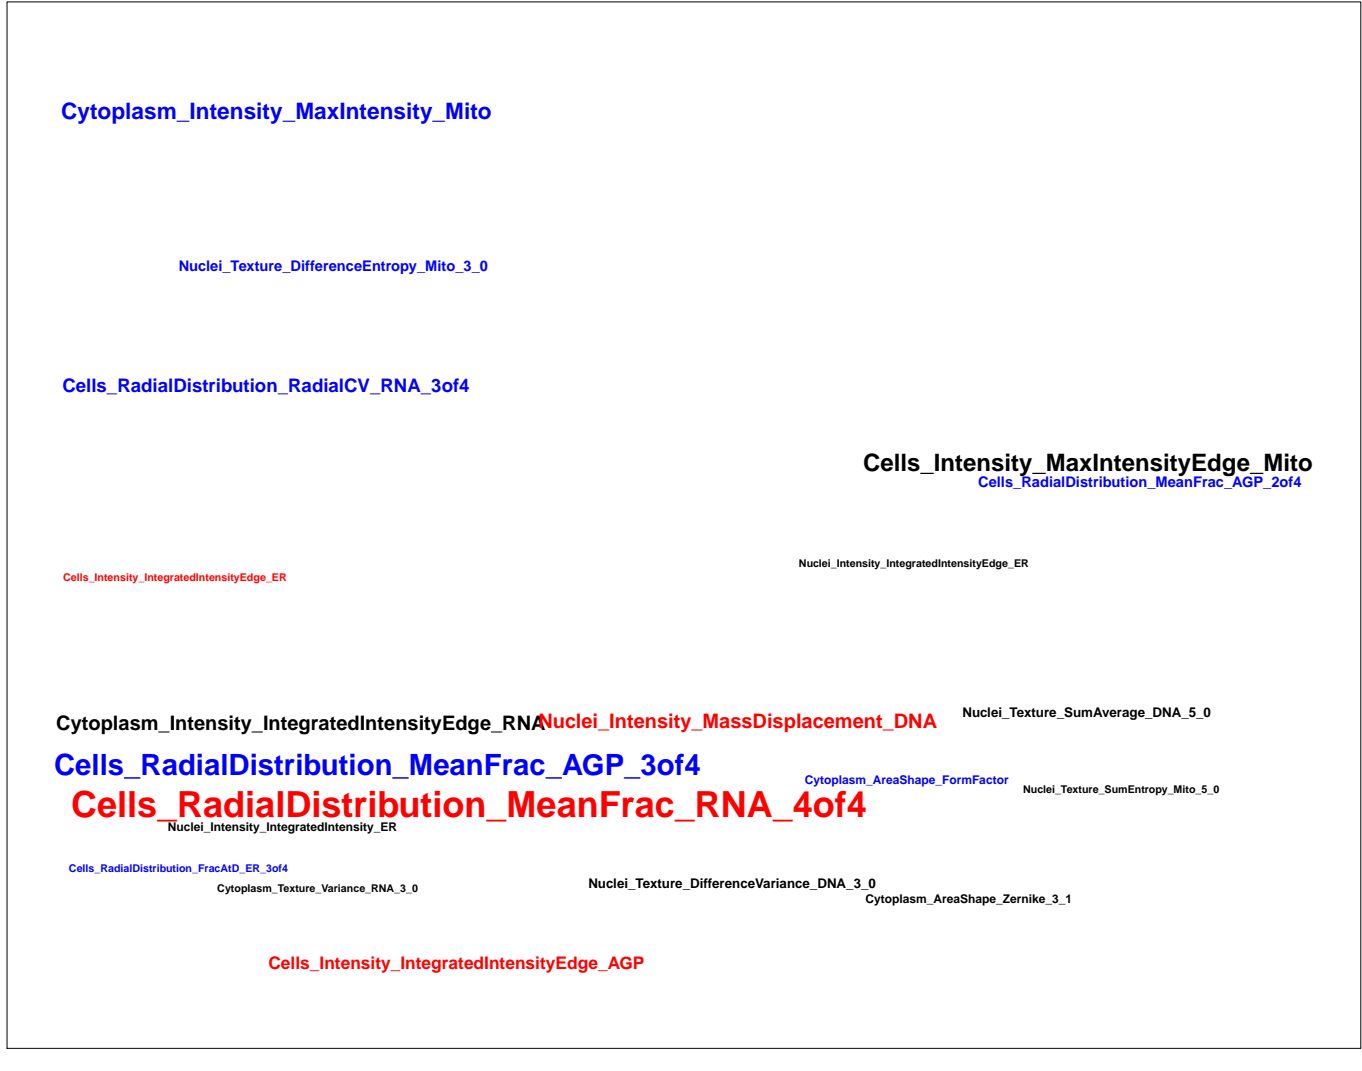 Cytoplasm_Intensity_MaxIntensity_Mito
Nuclei_Texture_DifferenceEntropy_Mito_3_0
Cells_RadialDistribution_RadialCV_RNA_3of4
Cells_Intensity_MaxIntensityEdge_Mito
Cells_RadialDistribution_MeanFrac_AGP_2of4
Nuclei_Intensity_IntegratedIntensityEdge_ER
Cells_Intensity_IntegratedIntensityEdge_ER
Nuclei_Texture_SumAverage_DNA_5_0
Cytoplasm_Intensity_IntegratedIntensityEdge_RNA
Nuclei_Intensity_MassDisplacement_DNA
Cells_RadialDistribution_MeanFrac_AGP_3of4
Cytoplasm_AreaShape_FormFactor
Nuclei_Texture_SumEntropy_Mito_5_0
Cells_RadialDistribution_MeanFrac_RNA_4of4
Nuclei_Intensity_IntegratedIntensity_ER
Cells_RadialDistribution_FracAtD_ER_3of4
Cytoplasm_Texture_Variance_RNA_3_0
Nuclei_Texture_DifferenceVariance_DNA_3_0
Cytoplasm_AreaShape_Zernike_3_1
Cells_Intensity_IntegratedIntensityEdge_AGP